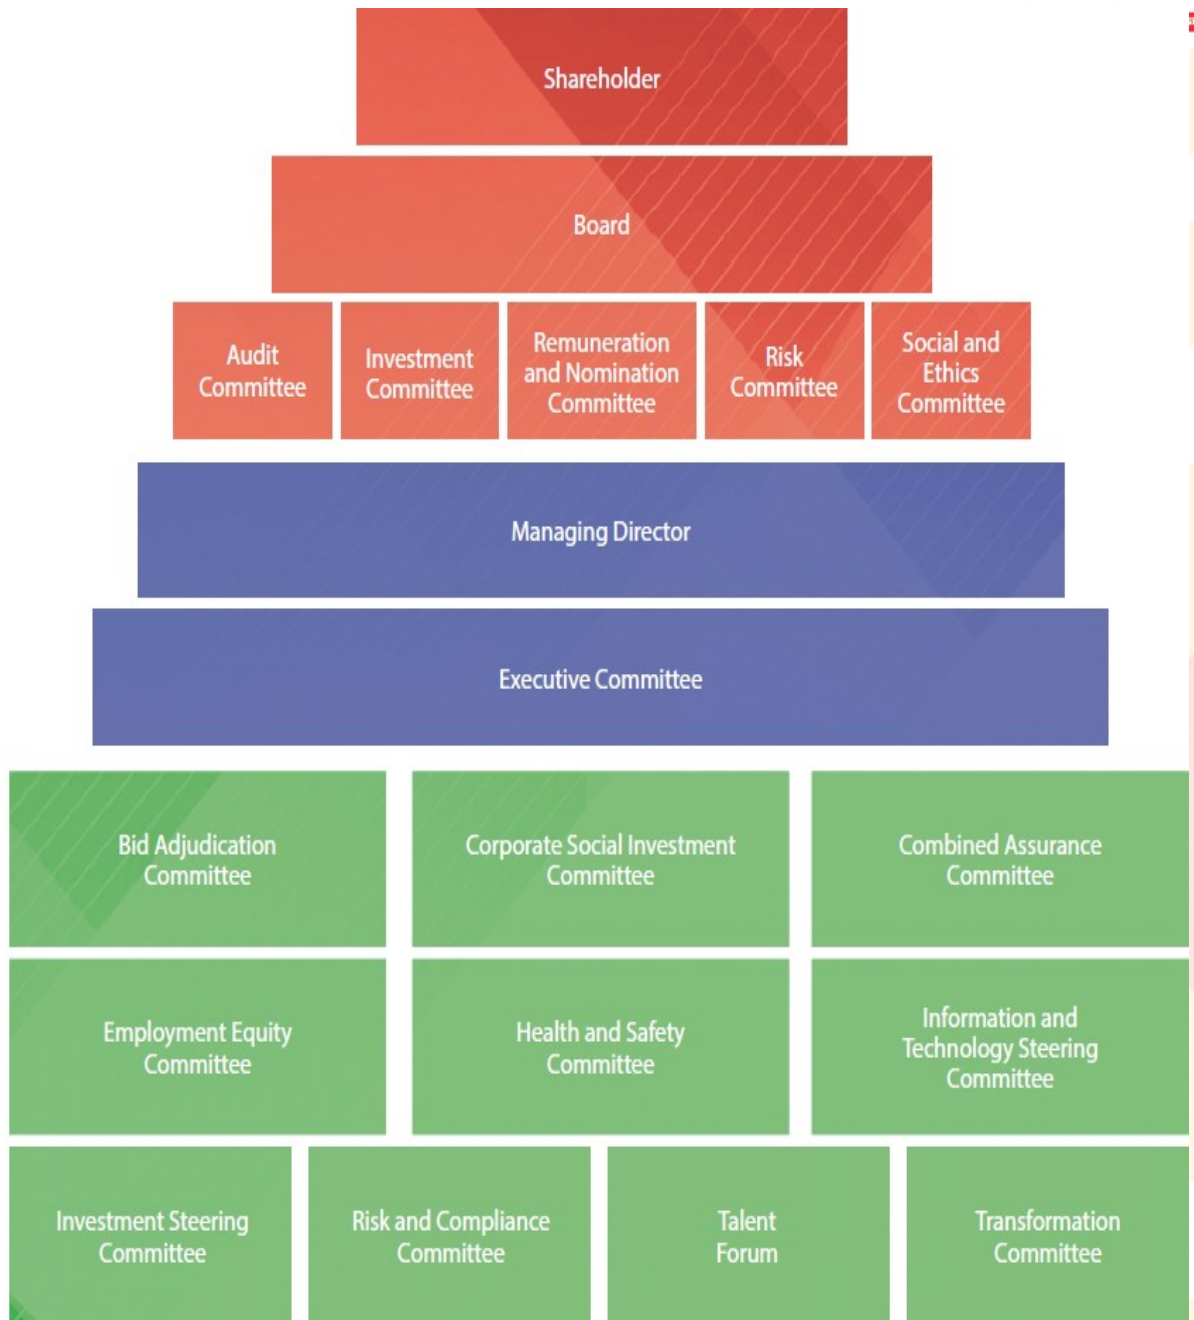 Shareholder
Board
Audit
Committee
Investment
Committee
Remuneration
and Nomination
Committee
Risk
Committee
Social and
Ethics
Committee
Managing Director
Executive Committee
Bid Adjudication
Committee
Corporate Social Investment
Committee
Combined Assurance
Committee
Employment Equity
Committee
Health and Safety
Committee
Information and
Technology Steering
Committee
Investment Steering
Committee
Risk and Compliance
Committee
Talent
Forum
Transformation
Committee